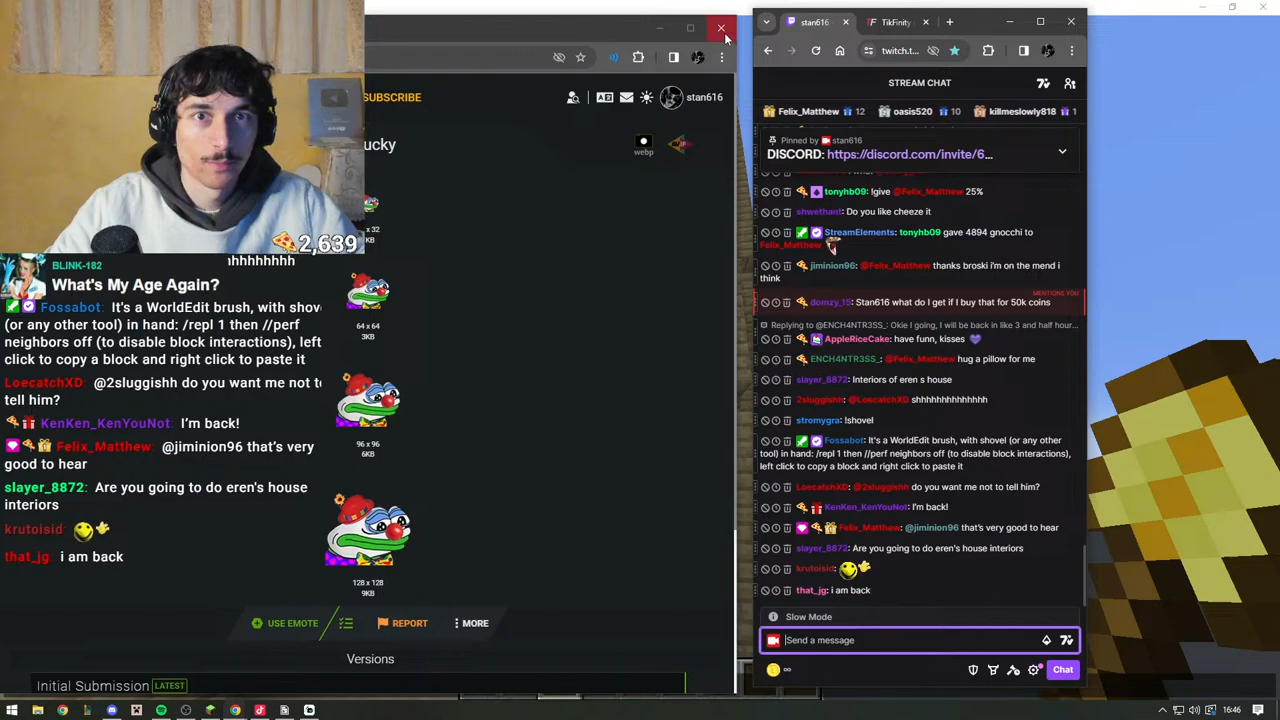 stan616
TikFinity
twitch.t...
SUBSCRIBE
stan616
STREAM CHAT
Felix_Matthew 12
oasis520 10
killmeslowly818 1
ucky
webp
Pinned by stan616
DISCORD: https://discord.com/invite/6...
x 32
KB
2,639
hhhhhhhhh
BLINK-182
What's My Age Again?
Fossabot: It's a WorldEdit brush, with shove
(or any other tool) in hand: /repl 1 then //perf
neighbors off (to disable block interactions), left
click to copy a block and right click to paste it
LoecatchXD: @2sluggishh do you want me not t
tell him?
KenKen_KenYouNot: I'm back!
Felix_Matthew: @jiminion96 that's very
good to hear
slayer_8872: Are you going to do eren's house
interiors
krutoisid:
that_jg: i am back
64 x 64
3KB
96 x 96
6KB
128 x 128
9KB
USE EMOTE
REPORT
MORE
Versions
Initial Submission LATEST
tonyhb09: !give @Felix_Matthew 25%
shwethant: Do you like cheeze it
StreamElements: tonyhb09 gave 4894 gnocchi to
Felix_Matthew
jiminion96: @Felix_Matthew thanks broski i'm on the mend i
think
MENTIONS YOU
domzy_15: Stan616 what do I get if I buy that for 50k coins
Replying to @ENCH4NTR3SS_: Okie I going, I will be back in like 3 and half hour...
AppleRiceCake: have funn, kisses
ENCH4NTR3SS_: @Felix_Matthew hug a pillow for me
slayer_8872: Interiors of eren s house
2sluggishh: @LoecatchXD shhhhhhhhhhhhhh
stromygra: !shovel
Fossabot: It's a WorldEdit brush, with shovel (or any other
tool) in hand: /repl 1 then //perf neighbors off (to disable block interactions),
left click to copy a block and right click to paste it
LoecatchXD: @2sluggishh do you want me not to tell him?
KenKen_KenYouNot: I'm back!
Felix_Matthew: @jiminion96 that's very good to hear
slayer_8872: Are you going to do eren's house interiors
krutoisid:
that_jg: i am back
Slow Mode
Send a message
Chat
16:46